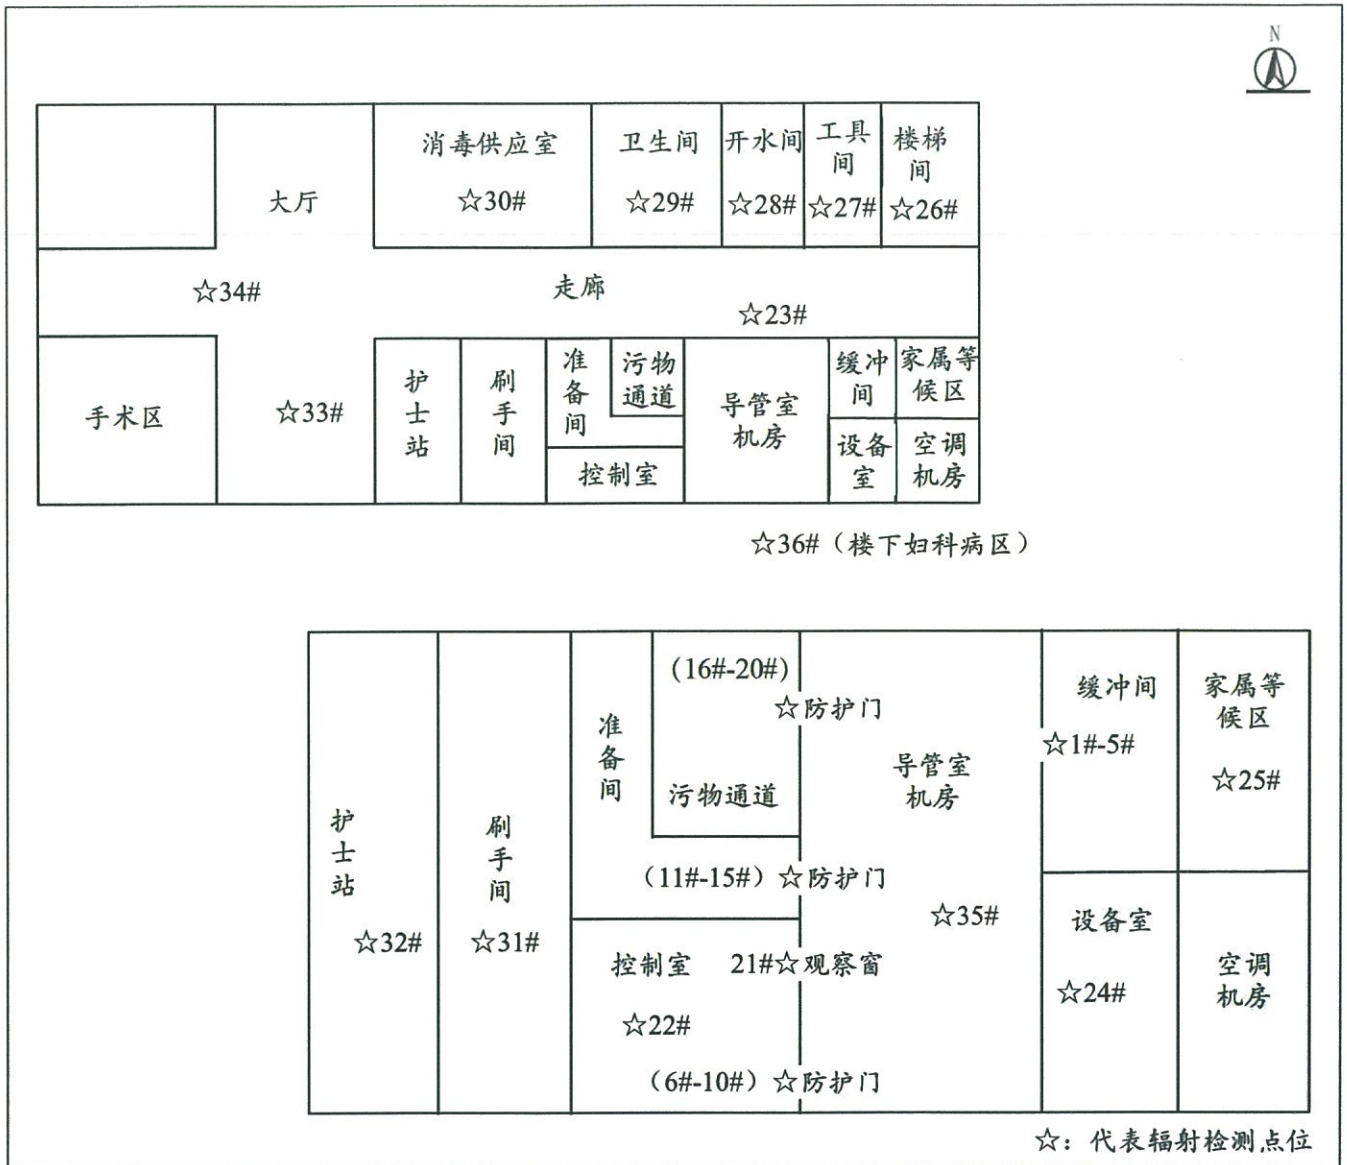 N
消毒供应室
卫生间
开水间
工具
间
楼梯
间
大厅
☆30#
☆29#
☆28#
☆27#
☆26#
☆34#
走廊
☆23#
手术区
☆33#
护
士
站
刷
手
间
准
备
间
污物
通道
控制室
导管室
机房
缓冲
间
家属等
候区
设备
室
空调
机房
☆36#（楼下妇科病区）
护
士
站
☆32#
刷
手
间
☆31#
准
备
间
（16#-20#）
☆防护门
污物通道
（11#-15#）☆防护门
控制室
21#☆观察窗
☆22#
（6#-10#）☆防护门
导管室
机房
☆35#
缓冲间
☆1#-5#
家属等
候区
☆25#
设备室
☆24#
空调
机房
☆：代表辐射检测点位